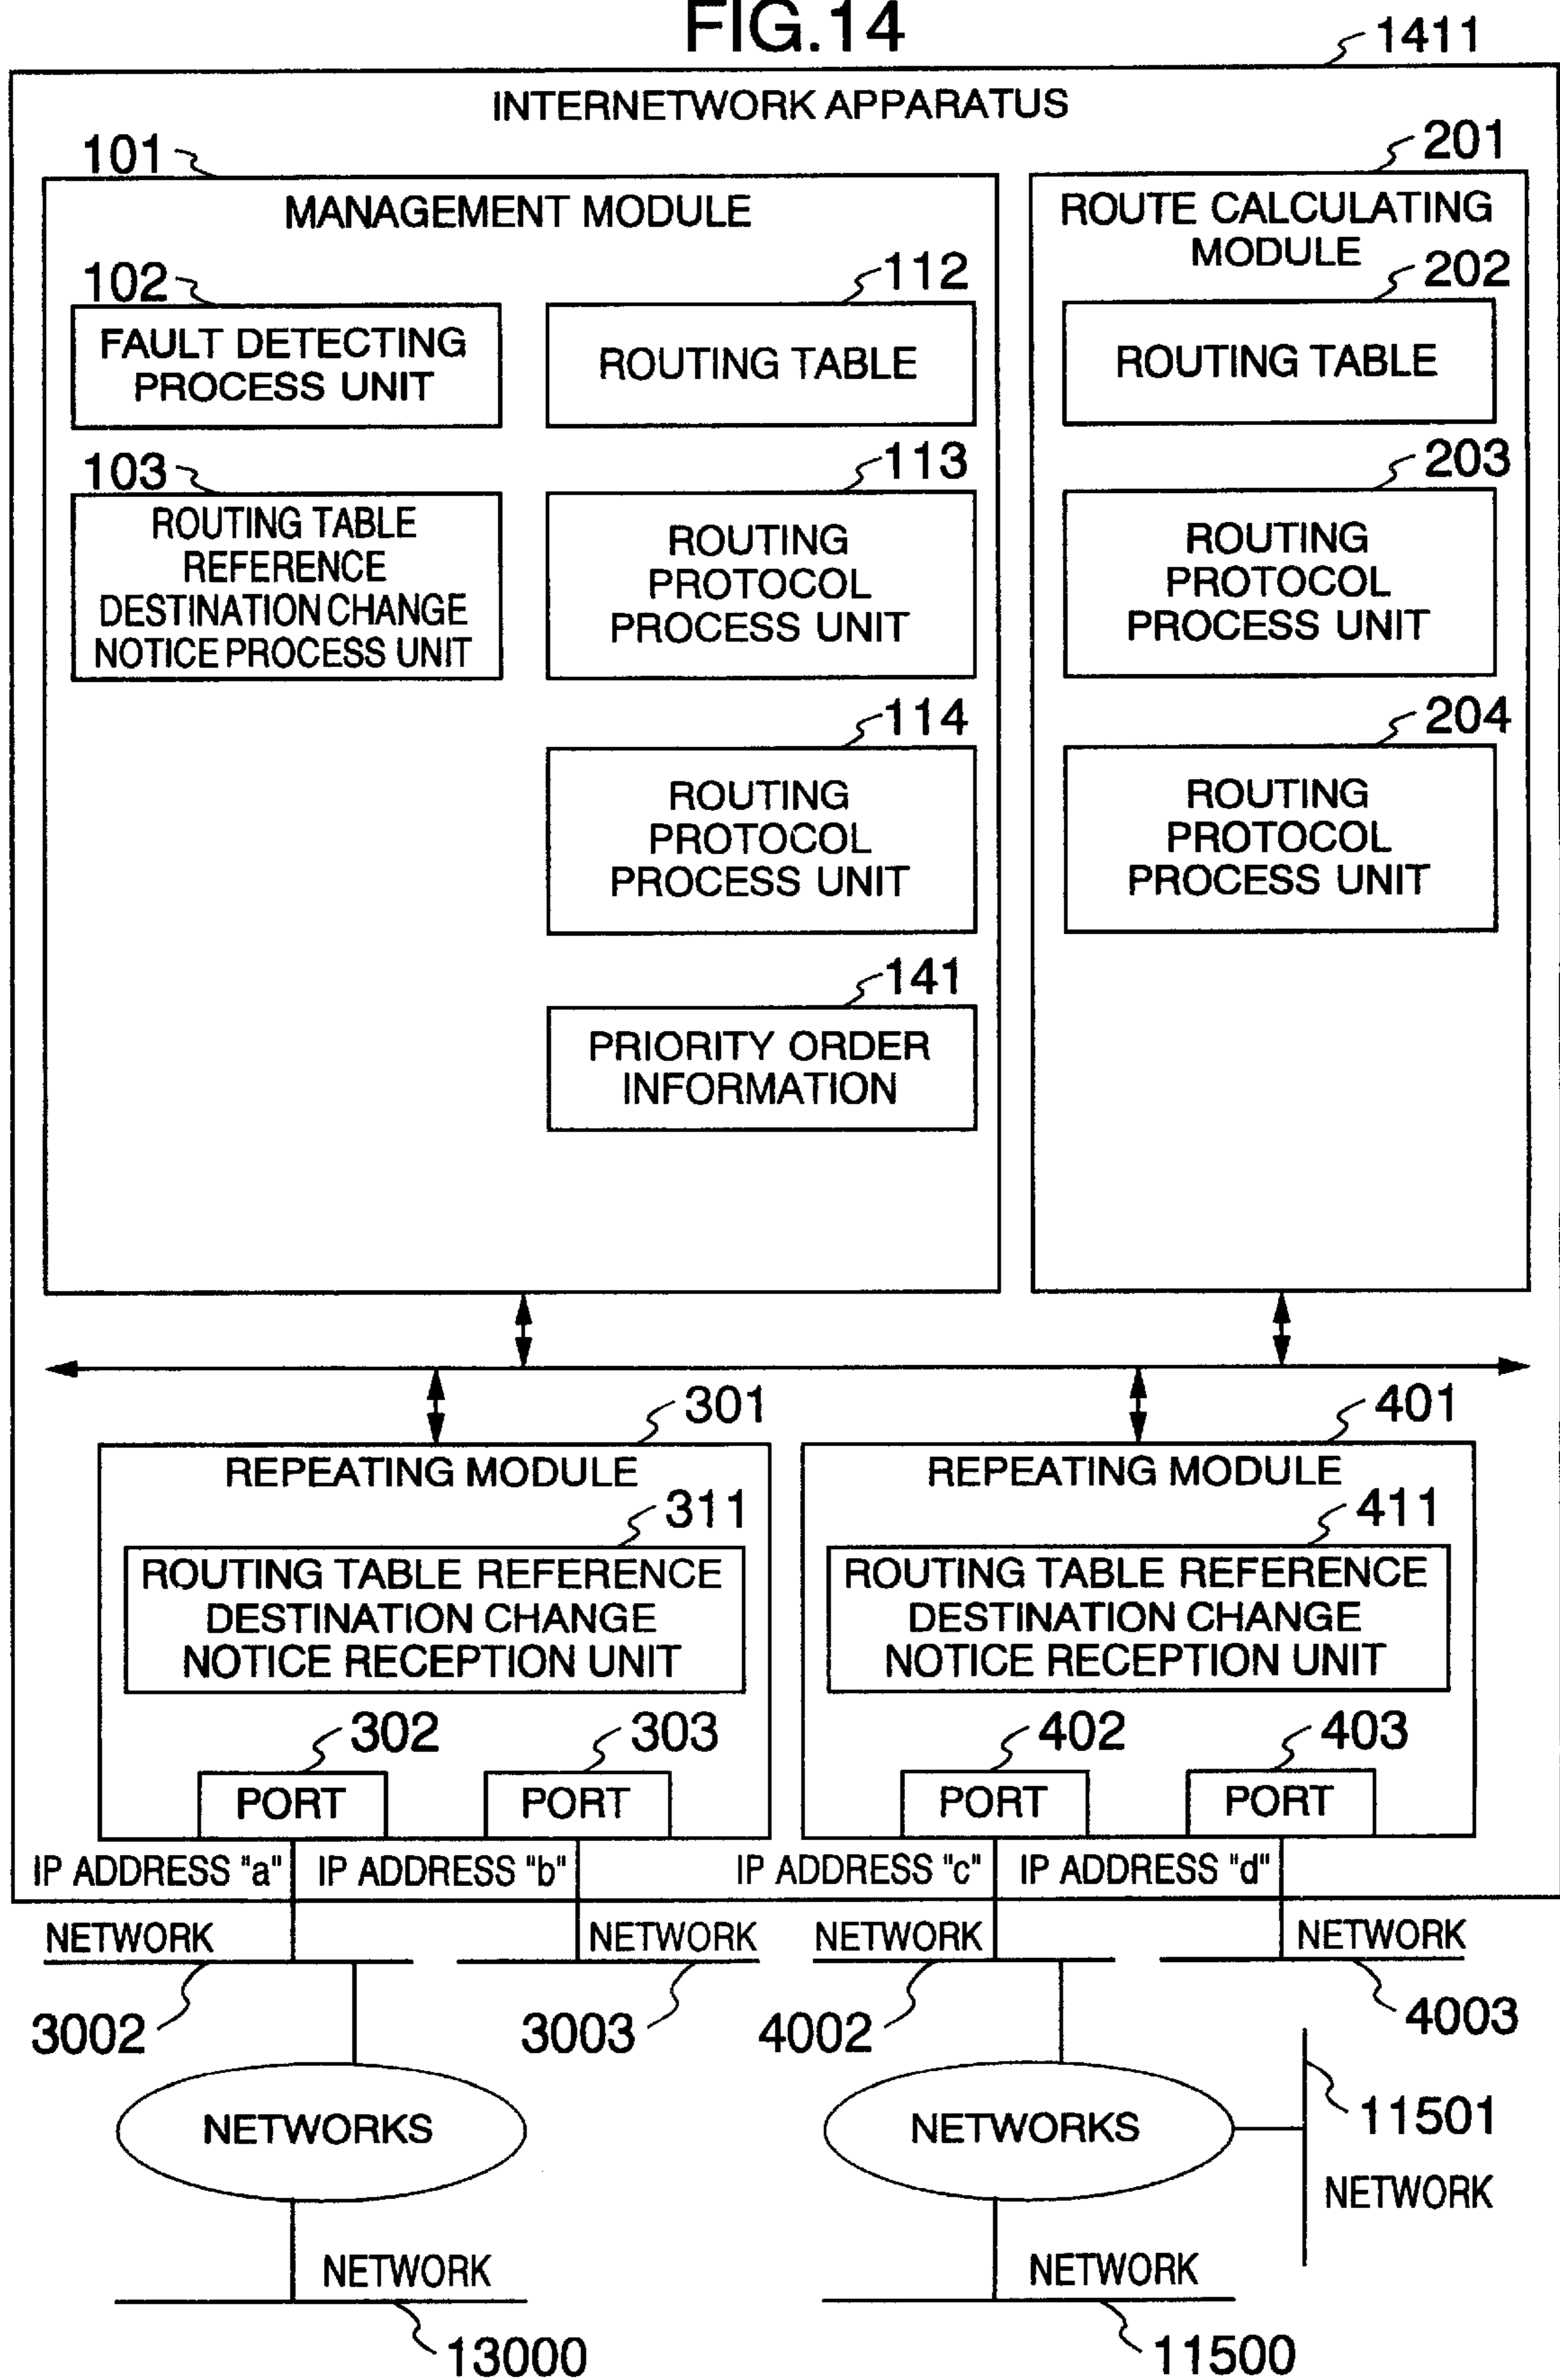 FIG.14
1411
INTERNETWORK APPARATUS
101
MANAGEMENT MODULE
102
FAULT DETECTING
PROCESS UNIT
112
ROUTING TABLE
103
ROUTING TABLE
REFERENCE
DESTINATION CHANGE
NOTICE PROCESS UNIT
113
ROUTING
PROTOCOL
PROCESS UNIT
114
ROUTING
PROTOCOL
PROCESS UNIT
141
PRIORITY ORDER
INFORMATION
201
ROUTE CALCULATING
MODULE
202
ROUTING TABLE
203
ROUTING
PROTOCOL
PROCESS UNIT
204
ROUTING
PROTOCOL
PROCESS UNIT
301
REPEATING MODULE
311
ROUTING TABLE REFERENCE
DESTINATION CHANGE
NOTICE RECEPTION UNIT
302
PORT
303
PORT
401
REPEATING MODULE
411
ROUTING TABLE REFERENCE
DESTINATION CHANGE
NOTICE RECEPTION UNIT
402
PORT
403
PORT
IP ADDRESS "a"
IP ADDRESS "b"
IP ADDRESS "c"
IP ADDRESS "d"
NETWORK
3002
NETWORK
3003
NETWORK
4002
NETWORK
4003
NETWORKS
NETWORK
13000
NETWORKS
11501
NETWORK
NETWORK
11500